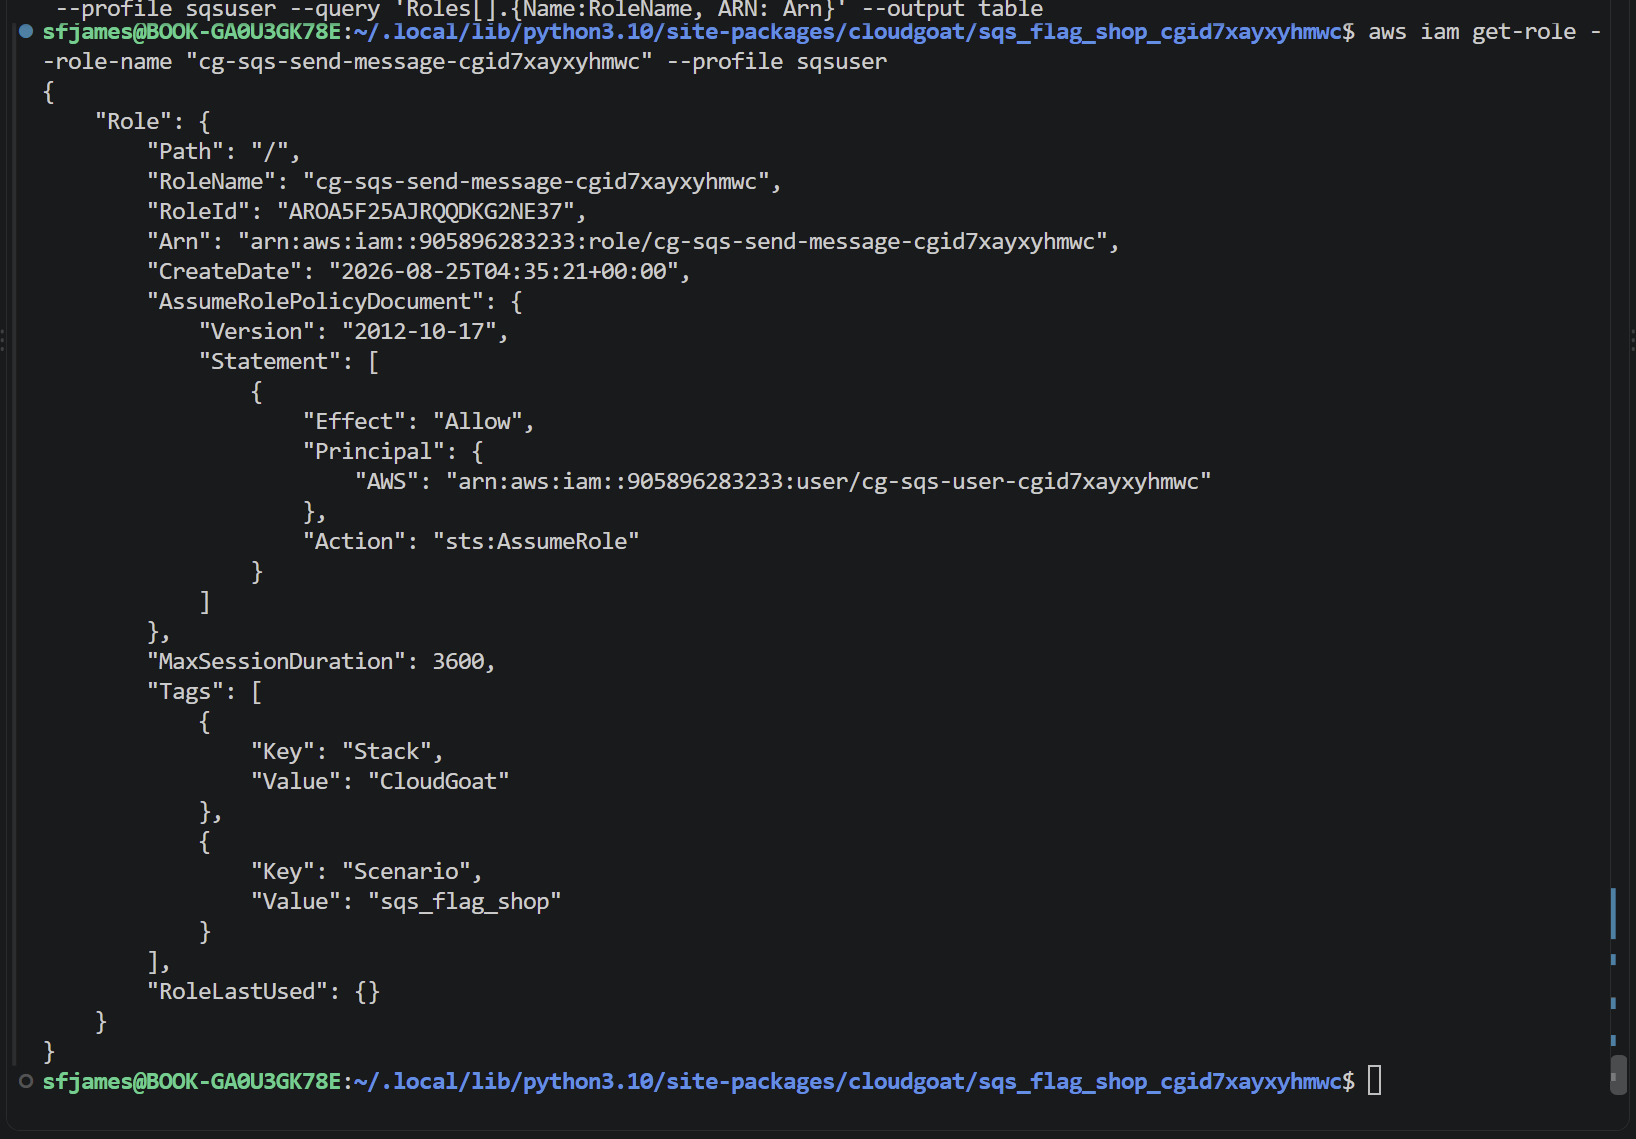 --profile sqsuser --query 'Roles[].{Name:RoleName, ARN: Arn}' --output table
sfjames@BOOK-GA0U3GK78E:~/.local/lib/python3.10/site-packages/cloudgoat/sqs_flag_shop_cgid7xayxyhmwc$ aws iam get-role -
-role-name "cg-sqs-send-message-cgid7xayxyhmwc" --profile sqsuser
{
    "Role": {
        "Path": "/",
        "RoleName": "cg-sqs-send-message-cgid7xayxyhmwc",
        "RoleId": "AROA5F25AJRQQDKG2NE37",
        "Arn": "arn:aws:iam::905896283233:role/cg-sqs-send-message-cgid7xayxyhmwc",
        "CreateDate": "2026-08-25T04:35:21+00:00",
        "AssumeRolePolicyDocument": {
            "Version": "2012-10-17",
            "Statement": [
                {
                    "Effect": "Allow",
                    "Principal": {
                        "AWS": "arn:aws:iam::905896283233:user/cg-sqs-user-cgid7xayxyhmwc"
                    },
                    "Action": "sts:AssumeRole"
                }
            ]
        },
        "MaxSessionDuration": 3600,
        "Tags": [
            {
                "Key": "Stack",
                "Value": "CloudGoat"
            },
            {
                "Key": "Scenario",
                "Value": "sqs_flag_shop"
            }
        ],
        "RoleLastUsed": {}
    }
}
sfjames@BOOK-GA0U3GK78E:~/.local/lib/python3.10/site-packages/cloudgoat/sqs_flag_shop_cgid7xayxyhmwc$